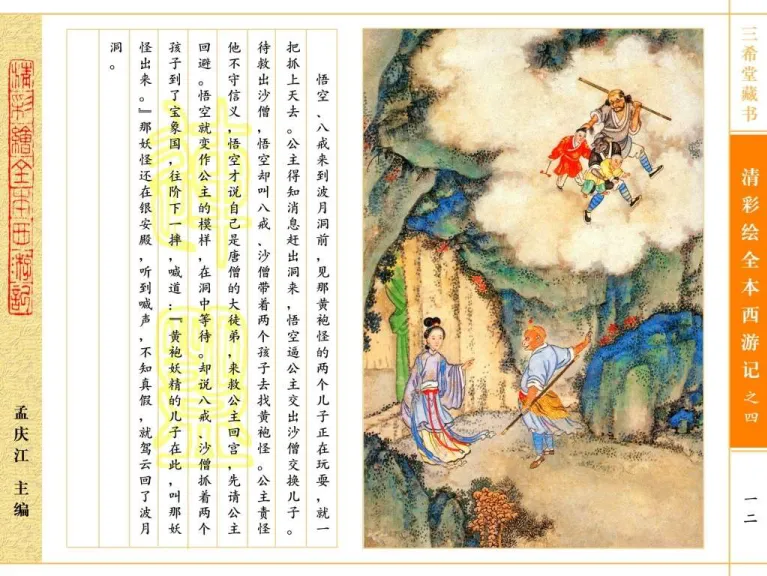 三希堂藏书
清彩绘全本西游记之四
一二
悟空、八戒来到波月洞前，见那黄袍怪的两个儿子正在玩耍，就一
把抓上天去。公主得知消息赶出洞来，悟空逼公主交出沙僧交换儿子。
待救出沙僧，悟空却叫八戒、沙僧带着两个孩子去找黄袍怪。公主责怪
他不守信义，悟空才说自己是唐僧的大徒弟，来救公主回宫，先请公主
回避。悟空就变作公主的模样，在洞中等待。却说八戒、沙僧抓着两个
孩子到了宝象国，往阶下一摔，喊道：『黄袍妖精的儿子在此，叫那妖
怪出来。』那妖怪还在银安殿，听到喊声，不知真假，就驾云回了波月
洞。
清彩繪全本西游記
孟庆江 主编